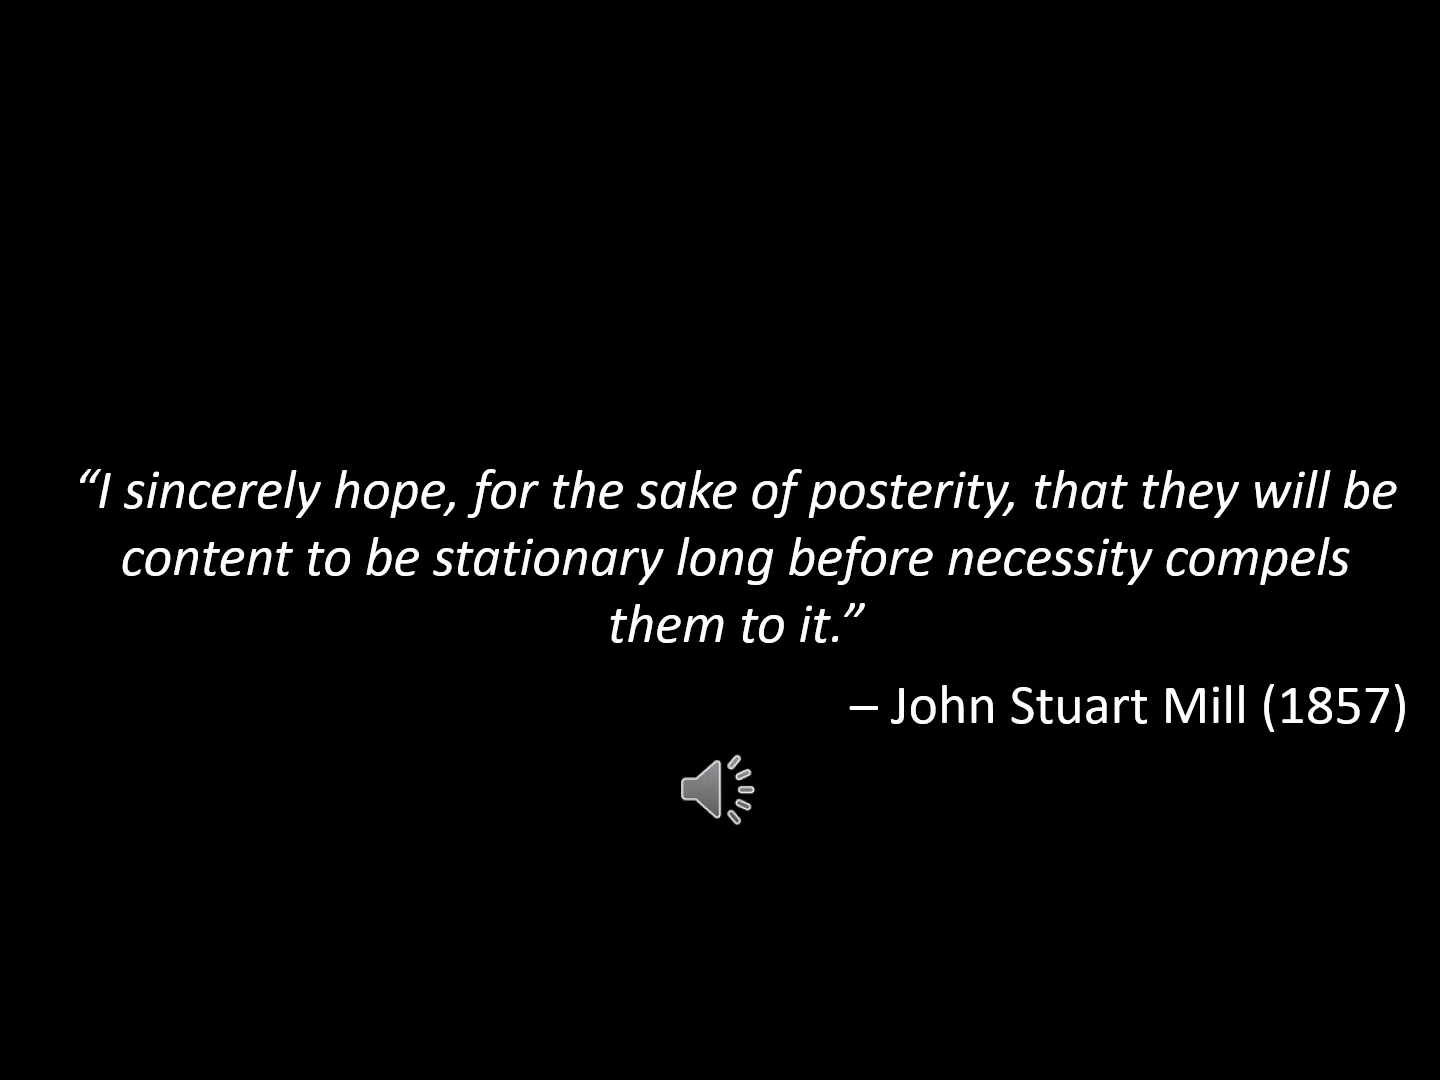 “I sincerely hope, for the sake of posterity, that they will be
content to be stationary long before necessity compels
them to it.”
– John Stuart Mill (1857)